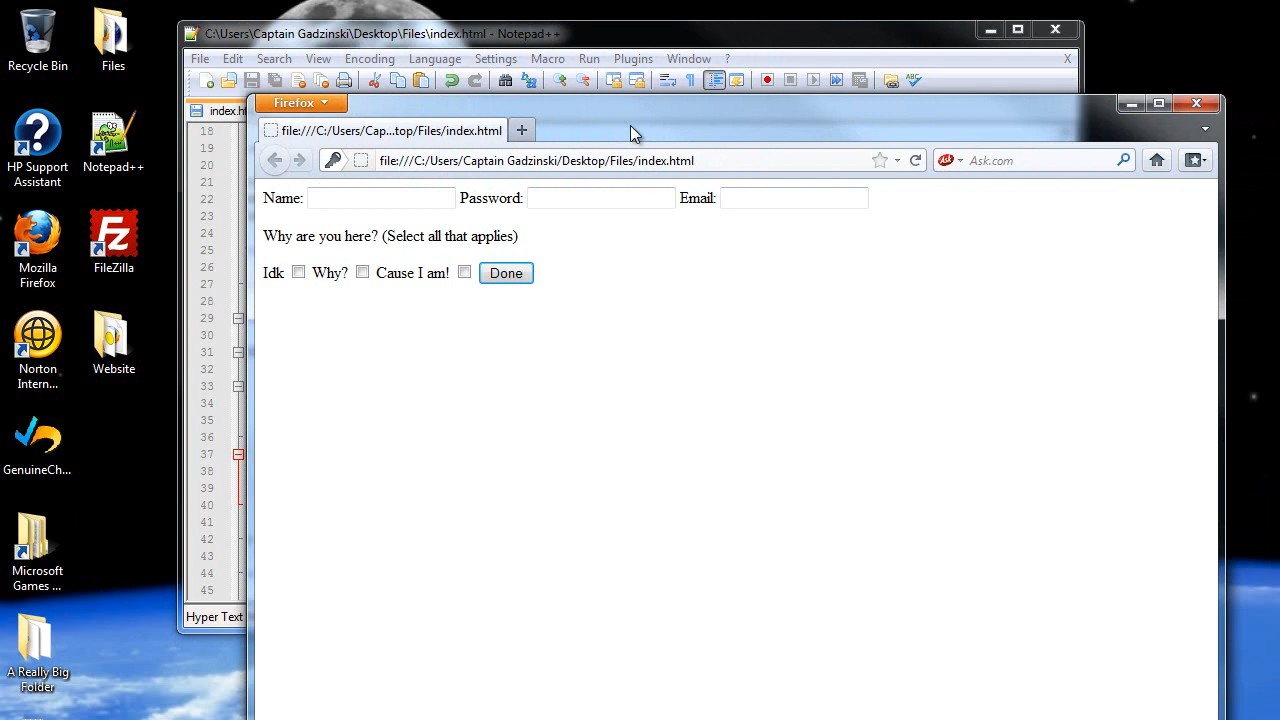 Recycle Bin
Files
HP Support
Assistant
Notepad++
Mozilla
Firefox
FileZilla
Norton
Intern...
Website
GenuineCh...
Microsoft
Games ...
A Really Big
Folder
C:\Users\Captain Gadzinski\Desktop\Files\index.html - Notepad++
File Edit Search View Encoding Language Settings Macro Run Plugins Window ? X
index.ht
Firefox
file:///C:/Users/Cap...top/Files/index.html
file:///C:/Users/Captain Gadzinski/Desktop/Files/index.html
Ask Ask.com
Name: Password: Email:
Why are you here? (Select all that applies)
Idk Why? Cause I am! Done
18
19
20
21
22
23
24
25
26
27
28
29
30
31
32
33
34
35
36
37
38
39
40
41
42
43
44
45
Hyper Text